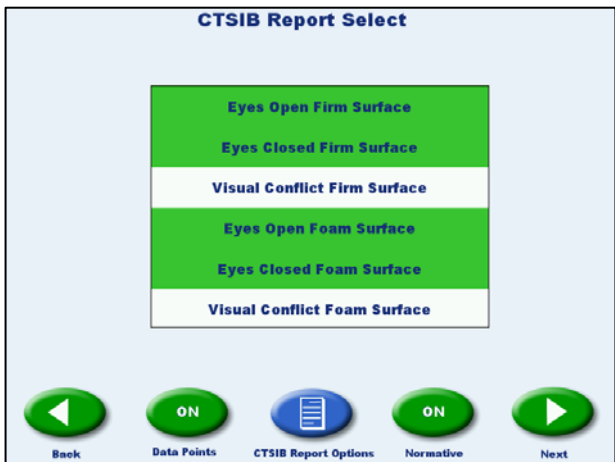 CTSIB Report Select
Eyes Open Firm Surface
Eyes Closed Firm Surface
Visual Conflict Firm Surface
Eyes Open Foam Surface
Eyes Closed Foam Surface
Visual Conflict Foam Surface
ON
ON
Back
Data Points
CTSIB Report Options
Normative
Next